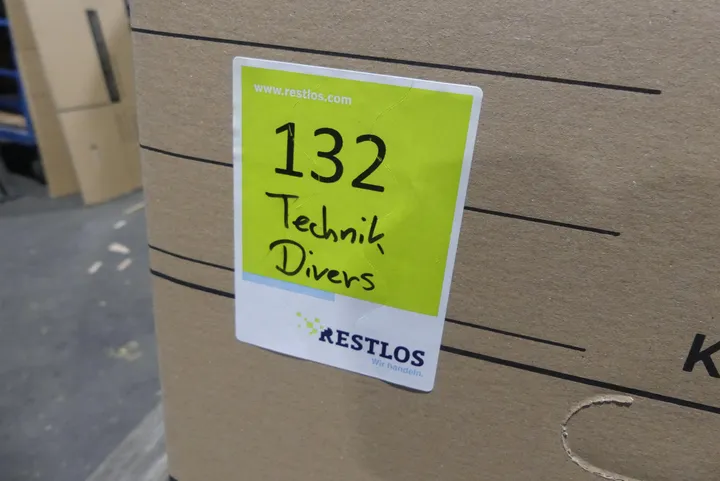 www.restlos.com
132
Technik
Divers
RESTLOS
Wir handeln.
K